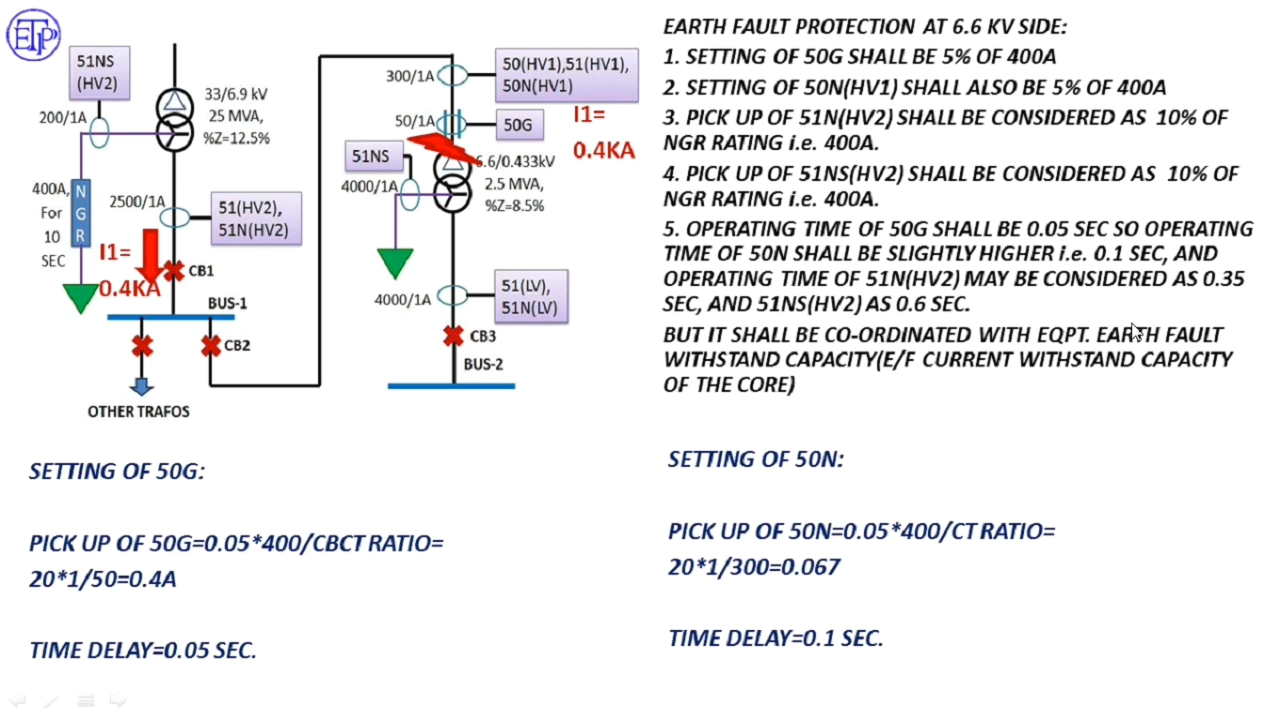 ETP
51NS
(HV2)
200/1A
33/6.9 kV
25 MVA,
%Z=12.5%
400A,
For
10
SEC
N
G
R
2500/1A
51(HV2),
51N(HV2)
I1=
0.4KA
CB1
BUS-1
CB2
OTHER TRAFOS
300/1A
50(HV1),51(HV1),
50N(HV1)
50/1A
50G
I1=
0.4KA
51NS
4000/1A
6.6/0.433kV
2.5 MVA,
%Z=8.5%
4000/1A
51(LV),
51N(LV)
CB3
BUS-2
EARTH FAULT PROTECTION AT 6.6 KV SIDE:
1. SETTING OF 50G SHALL BE 5% OF 400A
2. SETTING OF 50N(HV1) SHALL ALSO BE 5% OF 400A
3. PICK UP OF 51N(HV2) SHALL BE CONSIDERED AS 10% OF
NGR RATING i.e. 400A.
4. PICK UP OF 51NS(HV2) SHALL BE CONSIDERED AS 10% OF
NGR RATING i.e. 400A.
5. OPERATING TIME OF 50G SHALL BE 0.05 SEC SO OPERATING
TIME OF 50N SHALL BE SLIGHTLY HIGHER i.e. 0.1 SEC, AND
OPERATING TIME OF 51N(HV2) MAY BE CONSIDERED AS 0.35
SEC, AND 51NS(HV2) AS 0.6 SEC.
BUT IT SHALL BE CO-ORDINATED WITH EQPT. EARTH FAULT
WITHSTAND CAPACITY(E/F CURRENT WITHSTAND CAPACITY
OF THE CORE)
SETTING OF 50G:
PICK UP OF 50G=0.05*400/CBCT RATIO=
20*1/50=0.4A
TIME DELAY=0.05 SEC.
SETTING OF 50N:
PICK UP OF 50N=0.05*400/CT RATIO=
20*1/300=0.067
TIME DELAY=0.1 SEC.